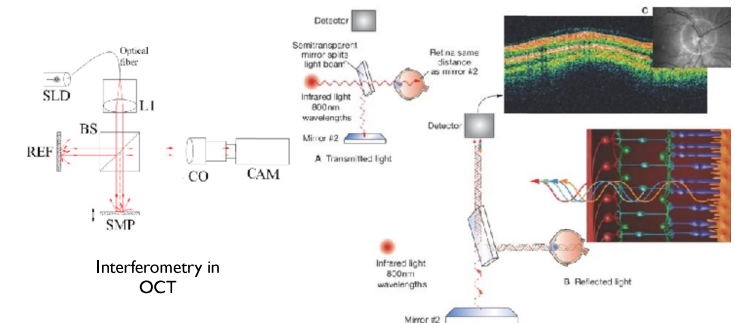 Optical
fiber
SLD
L1
BS
REF
CO
CAM
SMP
Interferometry in
OCT
Detector
Semitransparent
mirror splits
light beam
Retina same
distance
as mirror #2
Infrared light
800nm
wavelengths
Mirror #2
A Transmitted light
C
Detector
Infrared light
800nm
wavelengths
B Reflected light
Mirror #2